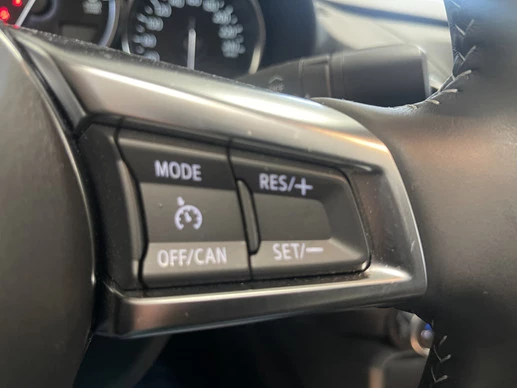 MODE
RES/+
OFF/CAN
SET/−